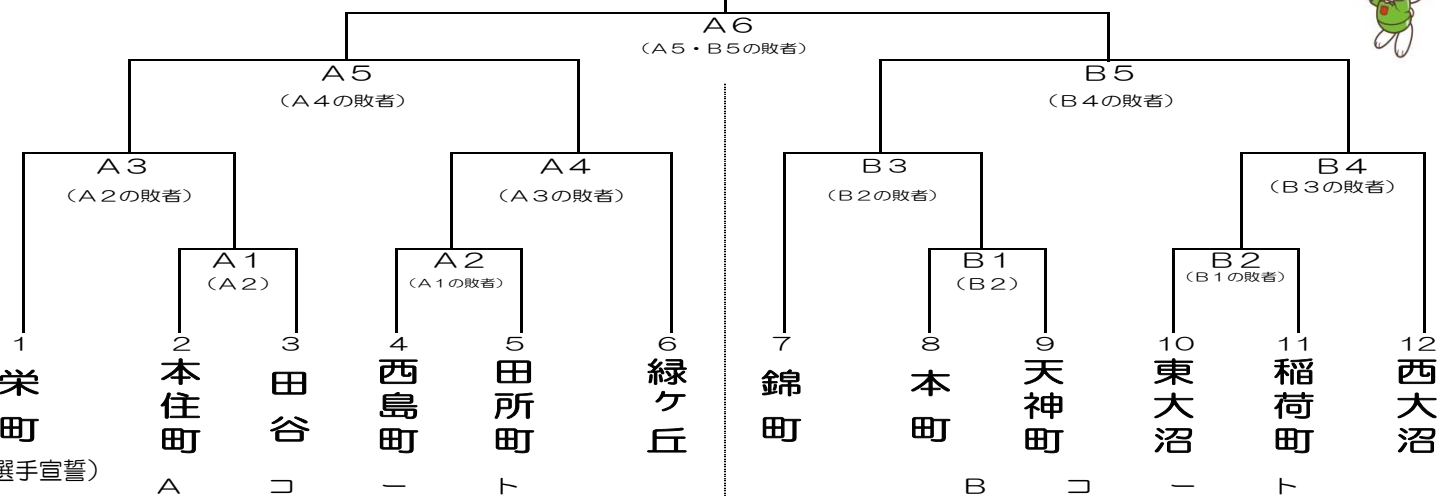 A6
(A5・B5の敗者)
A5
B5
(A4の敗者)
(B4の敗者)
A3
A4
B3
B4
(A2の敗者)
(A3の敗者)
(B2の敗者)
(B3の敗者)
A1
A2
B1
B2
(A2)
(A1の敗者)
(B2)
(B1の敗者)
1
2
3
4
5
6
7
8
9
10
11
12
栄町
本住町
田谷
西島町
田所町
緑ケ丘
錦町
本町
天神町
東大沼
稲荷町
西大沼
選手宣誓)
Aコート
Bコート